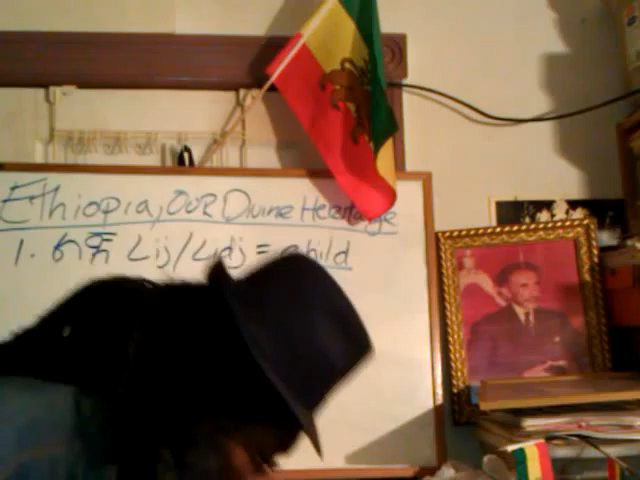 Ethiopia, OUR Divine Heritage
1. ልጅ Lij/Lidj = child